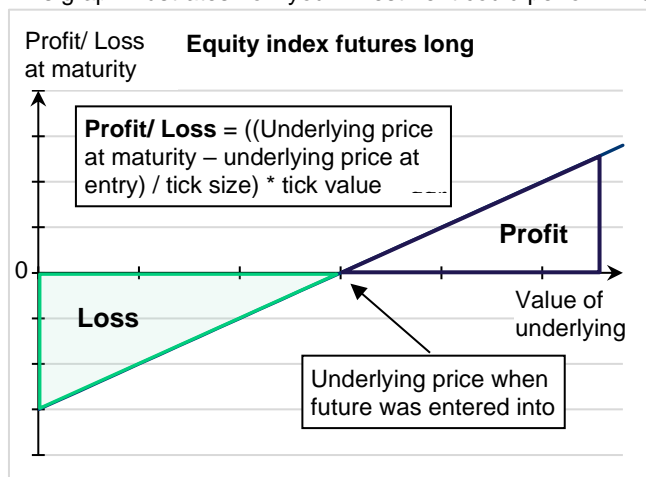 Profit/ Loss
at maturity
Equity index futures long
Profit/ Loss = ((Underlying price
at maturity – underlying price at
entry) / tick size) * tick value
Profit
0
Loss
Value of
underlying
Underlying price when
future was entered into